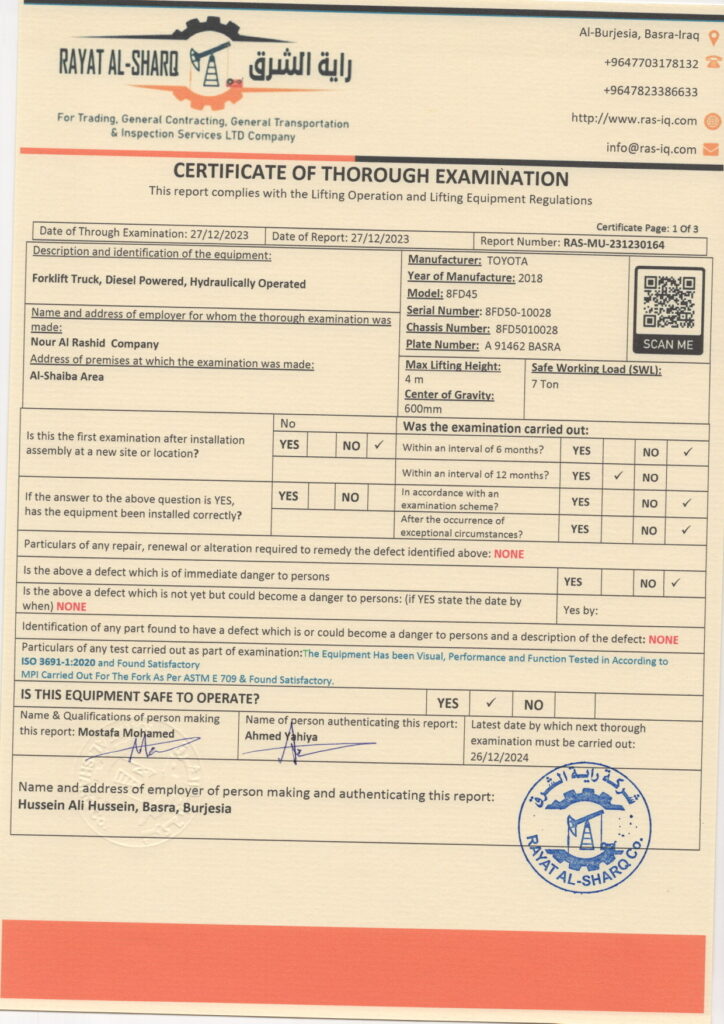 RAYAT AL-SHARQ راية الشرق
For Trading, General Contracting, General Transportation
& Inspection Services LTD Company
Al-Burjesia, Basra-Iraq
+9647703178132
+9647823386633
http://www.ras-iq.com
info@ras-iq.com
CERTIFICATE OF THOROUGH EXAMINATION
This report complies with the Lifting Operation and Lifting Equipment Regulations
Certificate Page: 1 Of 3
Date of Through Examination: 27/12/2023 Date of Report: 27/12/2023 Report Number: RAS-MU-231230164
Description and identification of the equipment:
Forklift Truck, Diesel Powered, Hydraulically Operated
Name and address of employer for whom the thorough examination was
made:
Nour Al Rashid Company
Address of premises at which the examination was made:
Al-Shaiba Area
Manufacturer: TOYOTA
Year of Manufacture: 2018
Model: 8FD45
Serial Number: 8FD50-10028
Chassis Number: 8FD5010028
Plate Number: A 91462 BASRA
SCAN ME
Max Lifting Height:
4 m
Center of Gravity:
600mm
Safe Working Load (SWL):
7 Ton
Is this the first examination after installation
assembly at a new site or location?
No
YES NO ✓
If the answer to the above question is YES,
has the equipment been installed correctly?
YES NO
Was the examination carried out:
Within an interval of 6 months? YES NO ✓
Within an interval of 12 months? YES ✓ NO
In accordance with an
examination scheme? YES NO ✓
After the occurrence of
exceptional circumstances? YES NO ✓
Particulars of any repair, renewal or alteration required to remedy the defect identified above: NONE
Is the above a defect which is of immediate danger to persons YES NO ✓
Is the above a defect which is not yet but could become a danger to persons: (if YES state the date by
when) NONE Yes by:
Identification of any part found to have a defect which is or could become a danger to persons and a description of the defect: NONE
Particulars of any test carried out as part of examination:The Equipment Has been Visual, Performance and Function Tested in According to
ISO 3691-1:2020 and Found Satisfactory
MPI Carried Out For The Fork As Per ASTM E 709 & Found Satisfactory.
IS THIS EQUIPMENT SAFE TO OPERATE? YES ✓ NO
Name & Qualifications of person making
this report: Mostafa Mohamed
Name of person authenticating this report:
Ahmed Yahiya
Latest date by which next thorough
examination must be carried out:
26/12/2024
Name and address of employer of person making and authenticating this report:
Hussein Ali Hussein, Basra, Burjesia
شركة راية الشرق
RAYAT AL-SHARQ Co.